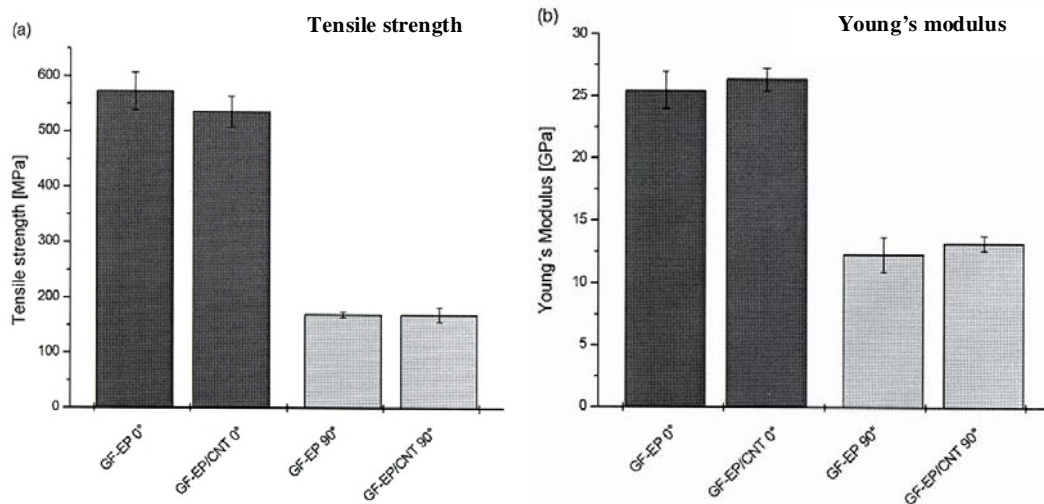 (a)
Tensile strength
Tensile strength [MPa]
600
500
400
300
200
100
0
GF-EP 0°
GF-EP/CNT 0°
GF-EP 90°
GF-EP/CNT 90°
(b)
Young's modulus
Young´s Modulus [GPa]
30
25
20
15
10
5
0
GF-EP 0°
GF-EP/CNT 0°
GF-EP 90°
GF-EP/CNT 90°